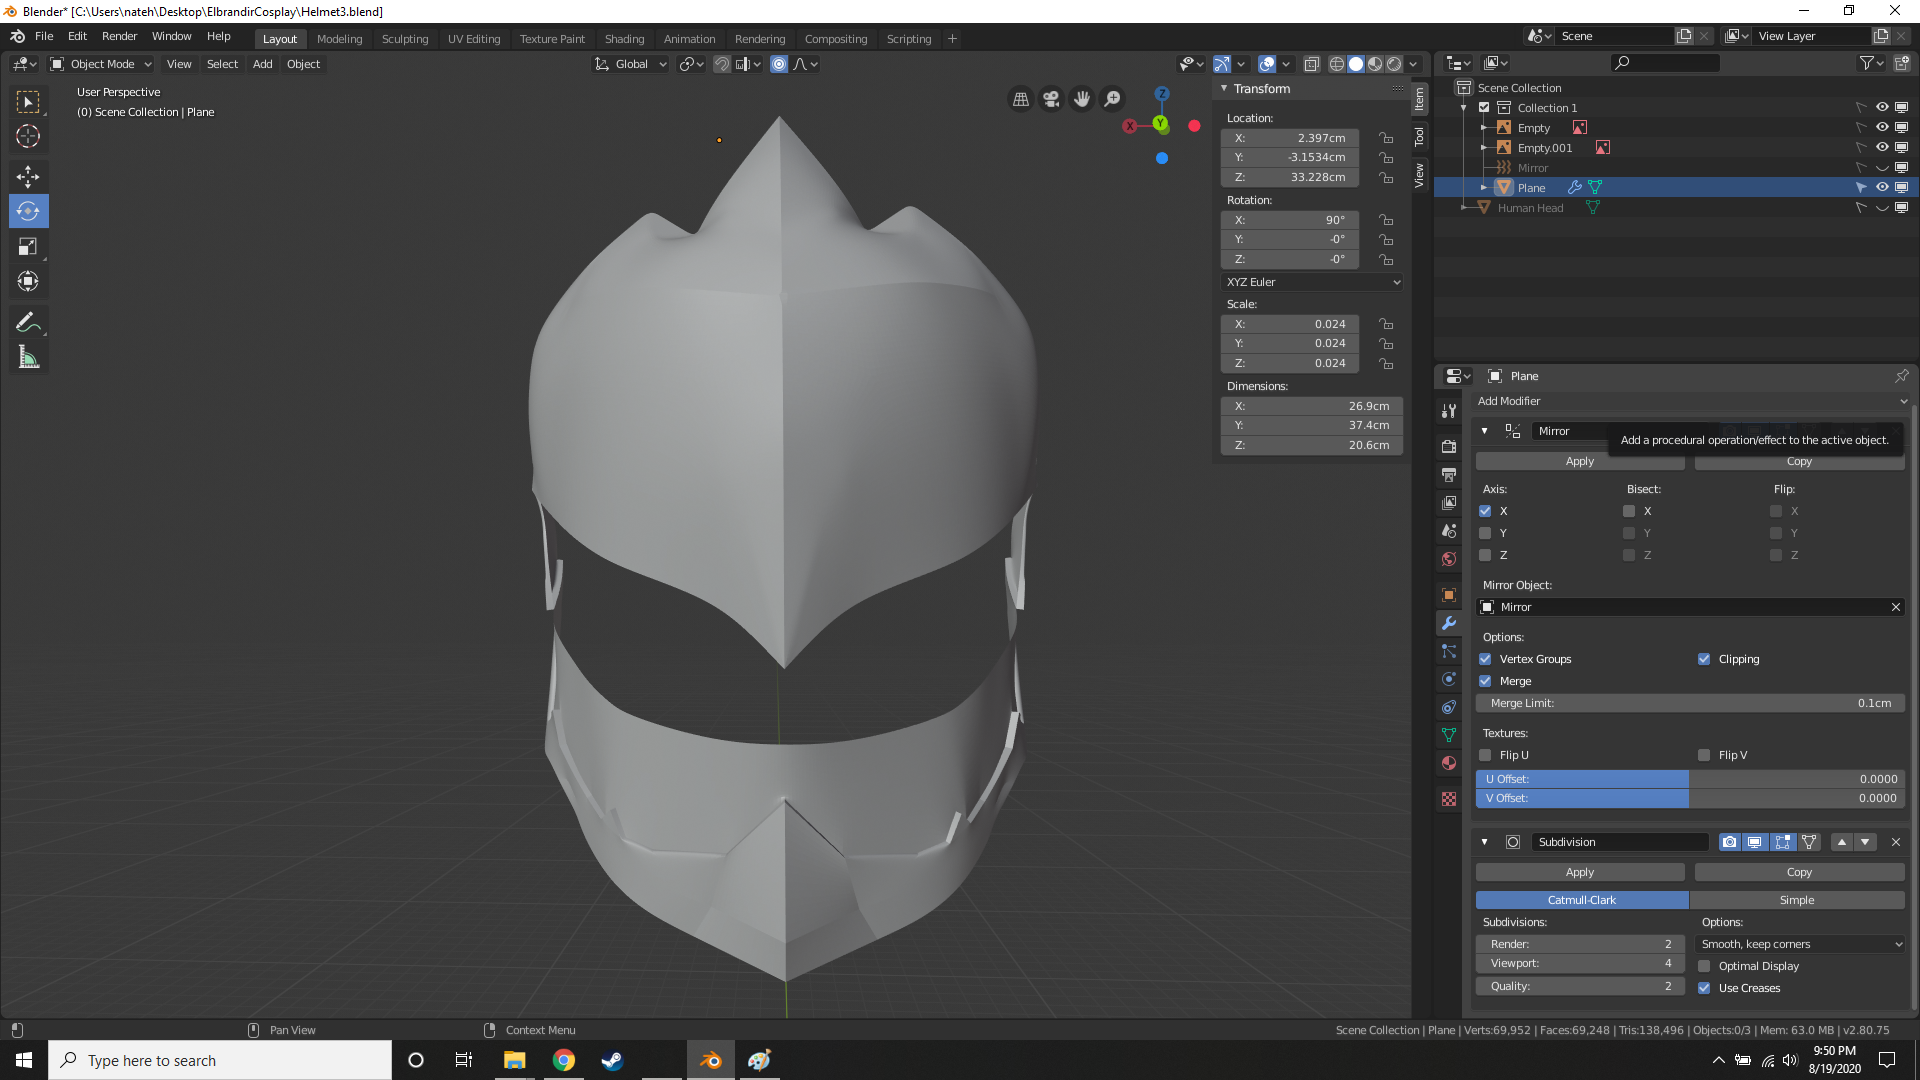 Blender* [C:\Users\nateh\Desktop\ElbrandirCosplay\Helmet3.blend]
File Edit Render Window Help
Layout Modeling Sculpting UV Editing Texture Paint Shading Animation Rendering Compositing Scripting +
Scene
View Layer
Object Mode View Select Add Object
Global
User Perspective
(0) Scene Collection | Plane
Z
X
Y
Item
Tool
View
Transform
Location:
X: 2.397cm
Y: -3.1534cm
Z: 33.228cm
Rotation:
X: 90°
Y: -0°
Z: -0°
XYZ Euler
Scale:
X: 0.024
Y: 0.024
Z: 0.024
Dimensions:
X: 26.9cm
Y: 37.4cm
Z: 20.6cm
Scene Collection
Collection 1
Empty
Empty.001
Mirror
Plane
Human Head
Plane
Add Modifier
Mirror
Add a procedural operation/effect to the active object.
Apply Copy
Axis: Bisect: Flip:
X X X
Y Y Y
Z Z Z
Mirror Object:
Mirror
Options:
Vertex Groups Clipping
Merge
Merge Limit: 0.1cm
Textures:
Flip U Flip V
U Offset: 0.0000
V Offset: 0.0000
Subdivision
Apply Copy
Catmull-Clark Simple
Subdivisions: Options:
Render: 2 Smooth, keep corners
Viewport: 4 Optimal Display
Quality: 2 Use Creases
Pan View Context Menu
Scene Collection | Plane | Verts:69,952 | Faces:69,248 | Tris:138,496 | Objects:0/3 | Mem: 63.0 MB | v2.80.75
Type here to search
9:50 PM
8/19/2020